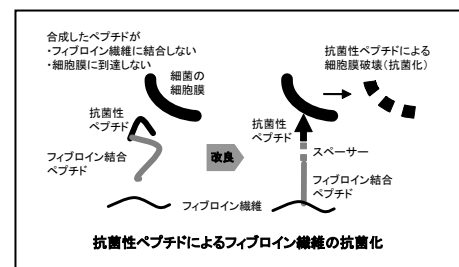 合成したペプチドが
・フィブロイン繊維に結合しない
・細胞膜に到達しない
細菌の
細胞膜
抗菌性
ペプチド
フィブロイン結合
ペプチド
改良
抗菌性ペプチドによる
細胞膜破壊(抗菌化)
抗菌性
ペプチド
スペーサー
フィブロイン結合
ペプチド
フィブロイン繊維
抗菌性ペプチドによるフィブロイン繊維の抗菌化